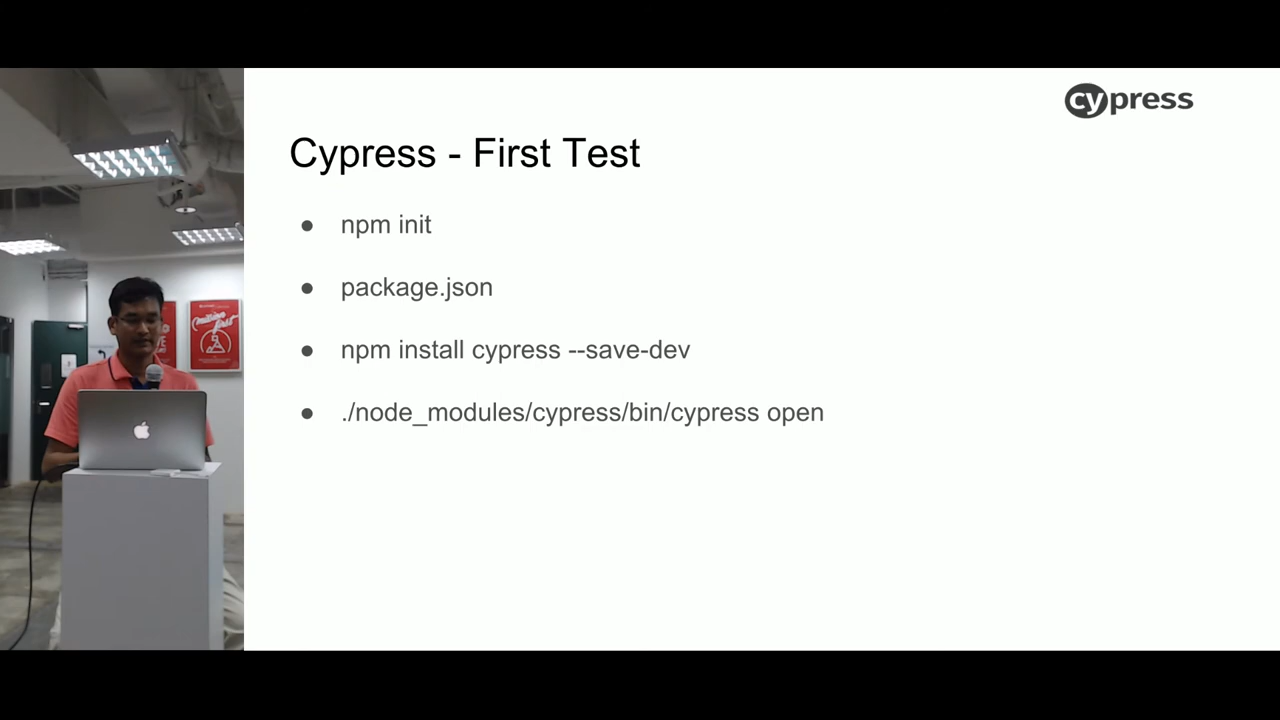 cypress
Cypress - First Test
● npm init
● package.json
● npm install cypress --save-dev
● ./node_modules/cypress/bin/cypress open